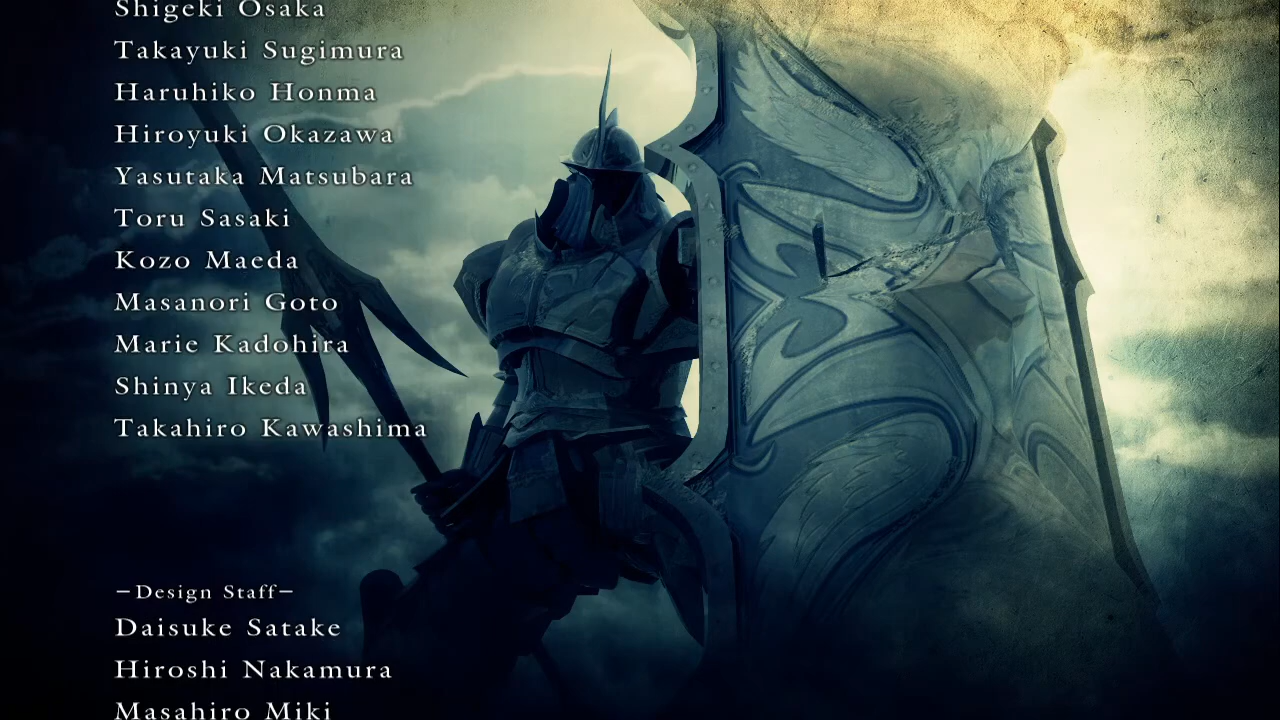 Shigeki Osaka
Takayuki Sugimura
Haruhiko Honma
Hiroyuki Okazawa
Yasutaka Matsubara
Toru Sasaki
Kozo Maeda
Masanori Goto
Marie Kadohira
Shinya Ikeda
Takahiro Kawashima
−Design Staff−
Daisuke Satake
Hiroshi Nakamura
Masahiro Miki